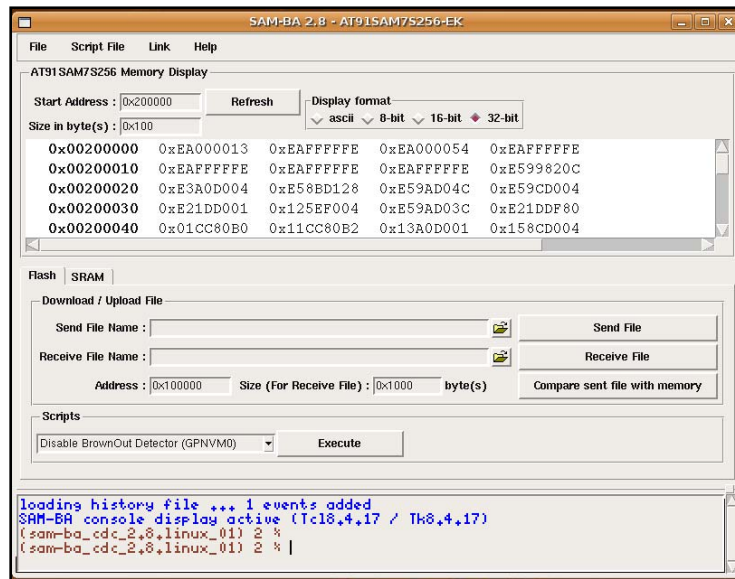 SAM-BA 2.8 - AT91SAM7S256-EK
File Script File Link Help
AT91SAM7S256 Memory Display
Start Address : 0x200000 Refresh Display format
ascii 8-bit 16-bit 32-bit
Size in byte(s) : 0x100
0x00200000 0xEA000013 0xEAFFFFFE 0xEA000054 0xEAFFFFFE
0x00200010 0xEAFFFFFE 0xEAFFFFFE 0xEAFFFFFE 0xE599820C
0x00200020 0xE3A0D004 0xE58BD128 0xE59AD04C 0xE59CD004
0x00200030 0xE21DD001 0x125EF004 0xE59AD03C 0xE21DDF80
0x00200040 0x01CC80B0 0x11CC80B2 0x13A0D001 0x158CD004
Flash SRAM
Download / Upload File
Send File Name : Send File
Receive File Name : Receive File
Address : 0x100000 Size (For Receive File) : 0x1000 byte(s) Compare sent file with memory
Scripts
Disable BrownOut Detector (GPNVM0) Execute
loading history file ... 1 events added
SAM-BA console display active (Tcl8.4.17 / Tk8.4.17)
(sam-ba_cdc_2.8.linux_01) 2 %
(sam-ba_cdc_2.8.linux_01) 2 %